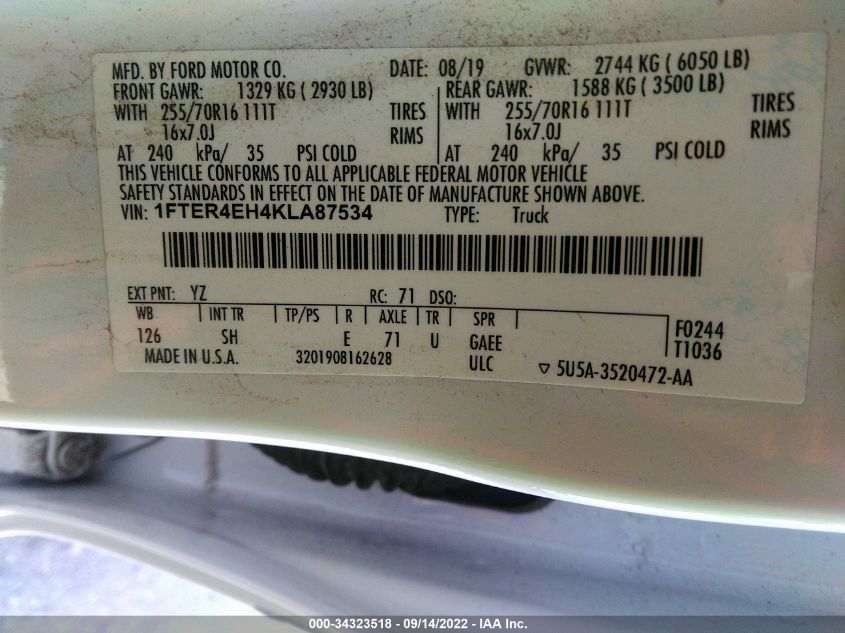 MFD. BY FORD MOTOR CO. DATE: 08/19 GVWR: 2744 KG ( 6050 LB)
FRONT GAWR: 1329 KG ( 2930 LB) REAR GAWR: 1588 KG ( 3500 LB)
WITH 255/70R16 111T TIRES WITH 255/70R16 111T TIRES
16x7.0J RIMS 16x7.0J RIMS
AT 240 kPa/ 35 PSI COLD AT 240 kPa/ 35 PSI COLD
THIS VEHICLE CONFORMS TO ALL APPLICABLE FEDERAL MOTOR VEHICLE
SAFETY STANDARDS IN EFFECT ON THE DATE OF MANUFACTURE SHOWN ABOVE.
VIN: 1FTER4EH4KLA87534 TYPE: Truck
EXT PNT: YZ RC: 71 DSO:
WB INT TR TP/PS R AXLE TR SPR F0244
126 SH E 71 U GAEE T1036
MADE IN U.S.A. 3201908162628 ULC ▽ 5U5A-3520472-AA
000-34323518 - 09/14/2022 - IAA Inc.